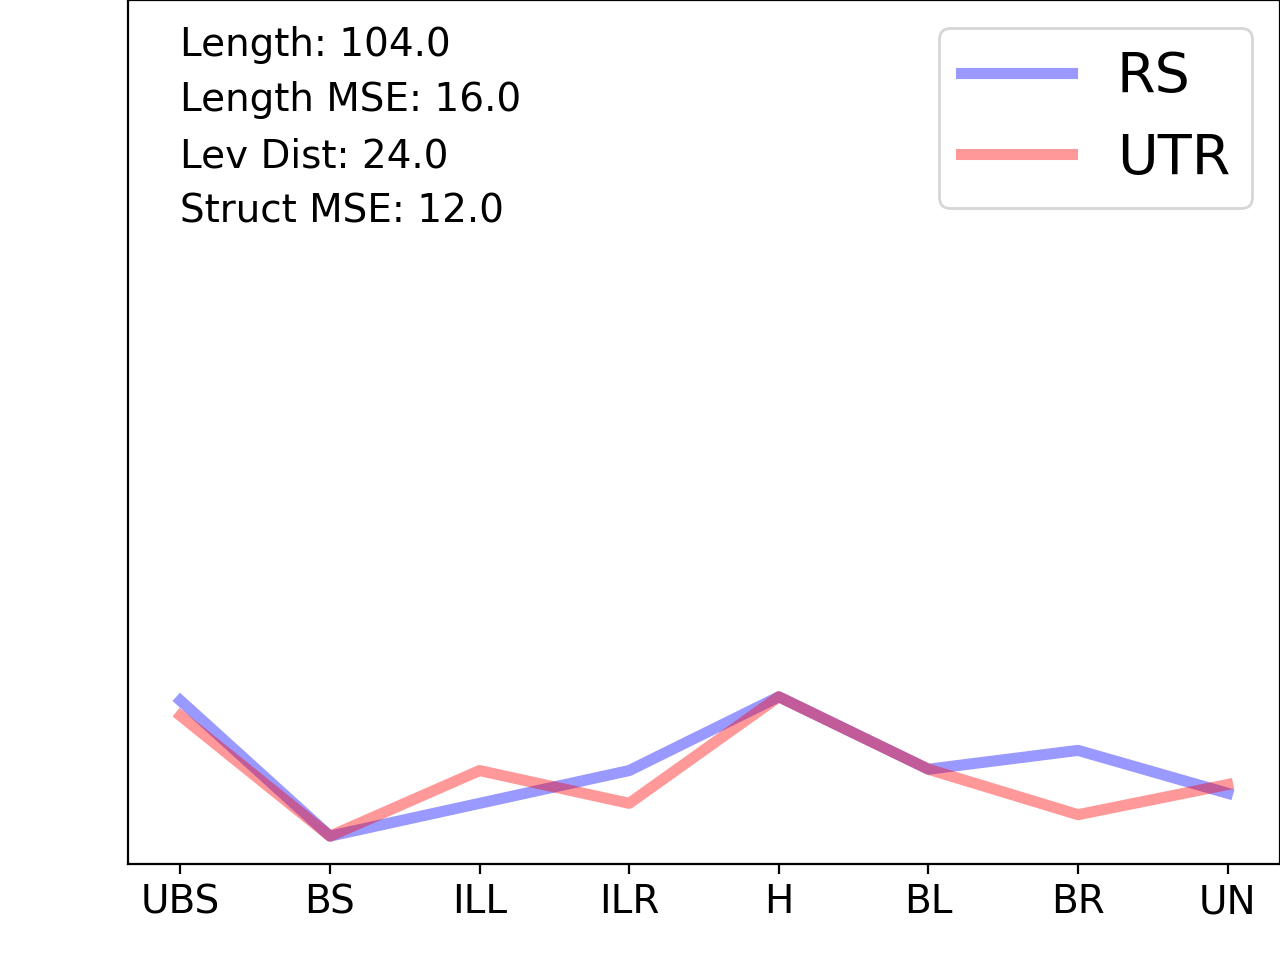 Length: 104.0
Length MSE: 16.0
Lev Dist: 24.0
Struct MSE: 12.0
RS
UTR
UBS BS ILL ILR H BL BR UN